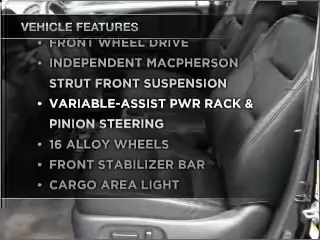 VEHICLE FEATURES
• FRONT WHEEL DRIVE
• INDEPENDENT MACPHERSON
STRUT FRONT SUSPENSION
• VARIABLE-ASSIST PWR RACK &
PINION STEERING
• 16 ALLOY WHEELS
• FRONT STABILIZER BAR
• CARGO AREA LIGHT